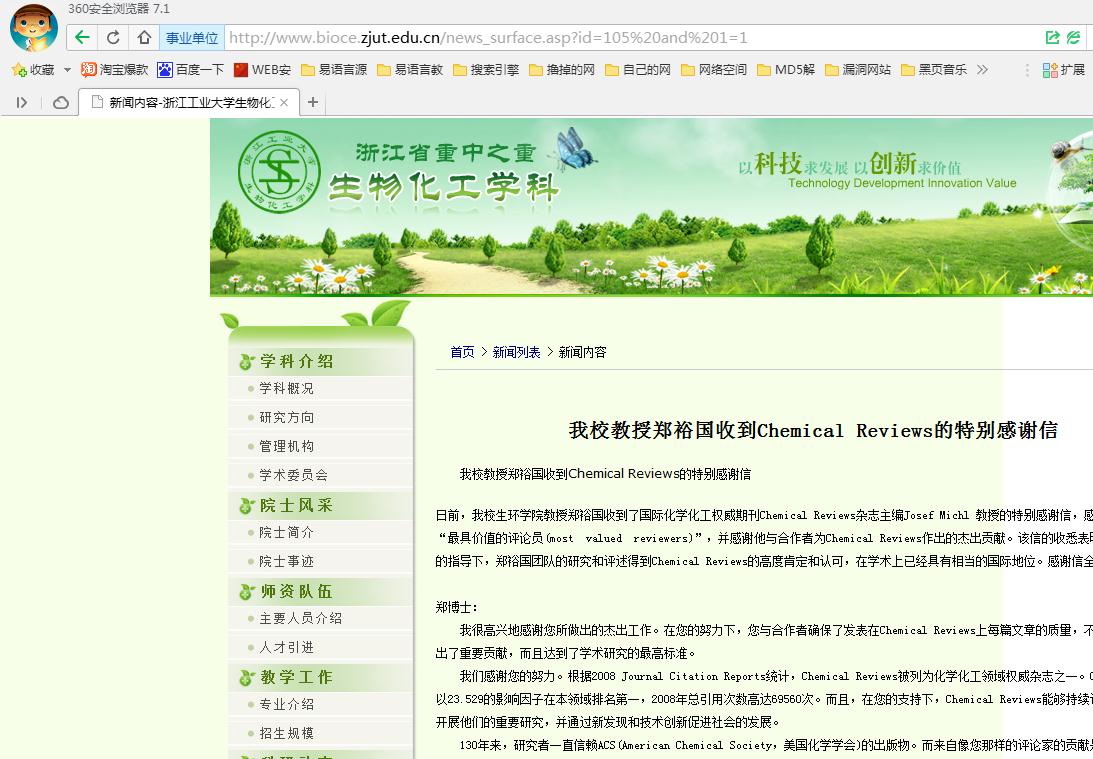 360安全浏览器 7.1
事业单位 http://www.bioce.zjut.edu.cn/news_surface.asp?id=105%20and%201=1
收藏 淘宝爆款 百度一下 WEB安 易语言源 易语言教 搜索引擎 撸掉的网 自己的网 网络空间 MD5解 漏洞网站 黑页音乐 扩展
新闻内容-浙江工业大学生物化工
浙江省重中之重
生物化工学科
以科技求发展 以创新求价值
Technology Development Innovation Value
首页 > 新闻列表 > 新闻内容
学科介绍
学科概况
研究方向
管理机构
学术委员会
院士风采
院士简介
院士事迹
师资队伍
主要人员介绍
人才引进
教学工作
专业介绍
招生规模
我校教授郑裕国收到Chemical Reviews的特别感谢信
我校教授郑裕国收到Chemical Reviews的特别感谢信
日前，我校生环学院教授郑裕国收到了国际化学化工权威期刊Chemical Reviews杂志主编Josef Michl 教授的特别感谢信，感
“最具价值的评论员(most valued reviewers)”，并感谢他与合作者为Chemical Reviews作出的杰出贡献。该信的收悉表明
的指导下，郑裕国团队的研究和评述得到Chemical Reviews的高度肯定和认可，在学术上已经具有相当的国际地位。感谢信全
郑博士：
我很高兴地感谢您所做出的杰出工作。在您的努力下，您与合作者确保了发表在Chemical Reviews上每篇文章的质量，不
出了重要贡献，而且达到了学术研究的最高标准。
我们感谢您的努力。根据2008 Journal Citation Reports统计，Chemical Reviews被列为化学化工领域权威杂志之一。C
以23.529的影响因子在本领域排名第一，2008年总引用次数高达69560次。而且，在您的支持下，Chemical Reviews能够持续
开展他们的重要研究，并通过新发现和技术创新促进社会的发展。
130年来，研究者一直信赖ACS(American Chemical Society，美国化学学会)的出版物。而来自像您那样的评论家的贡献